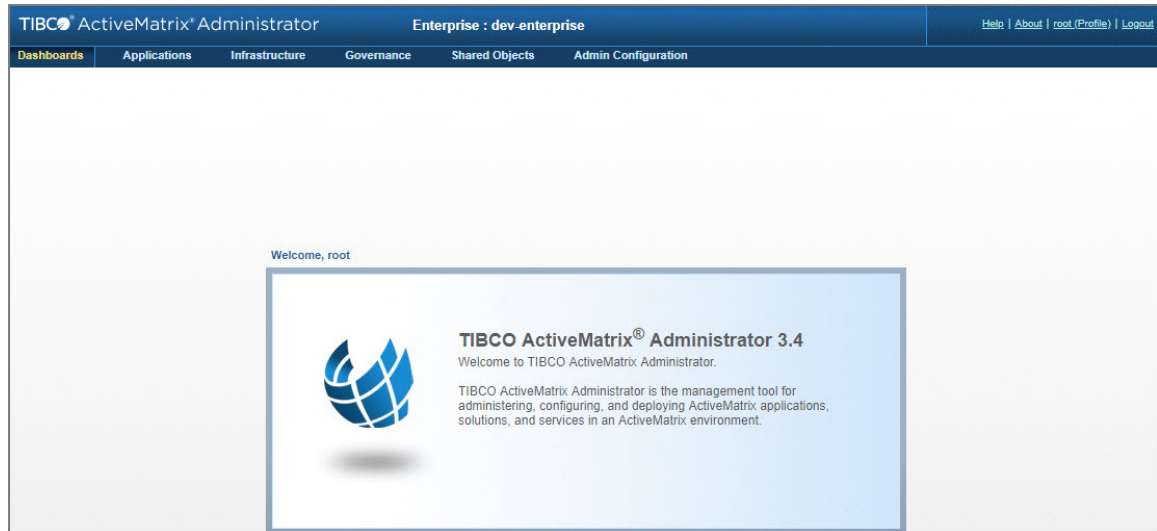 TIBCO® ActiveMatrix® Administrator
Enterprise : dev-enterprise
Help | About | root (Profile) | Logout
Dashboards Applications Infrastructure Governance Shared Objects Admin Configuration
Welcome, root
TIBCO ActiveMatrix® Administrator 3.4
Welcome to TIBCO ActiveMatrix Administrator.
TIBCO ActiveMatrix Administrator is the management tool for
administering, configuring, and deploying ActiveMatrix applications,
solutions, and services in an ActiveMatrix environment.